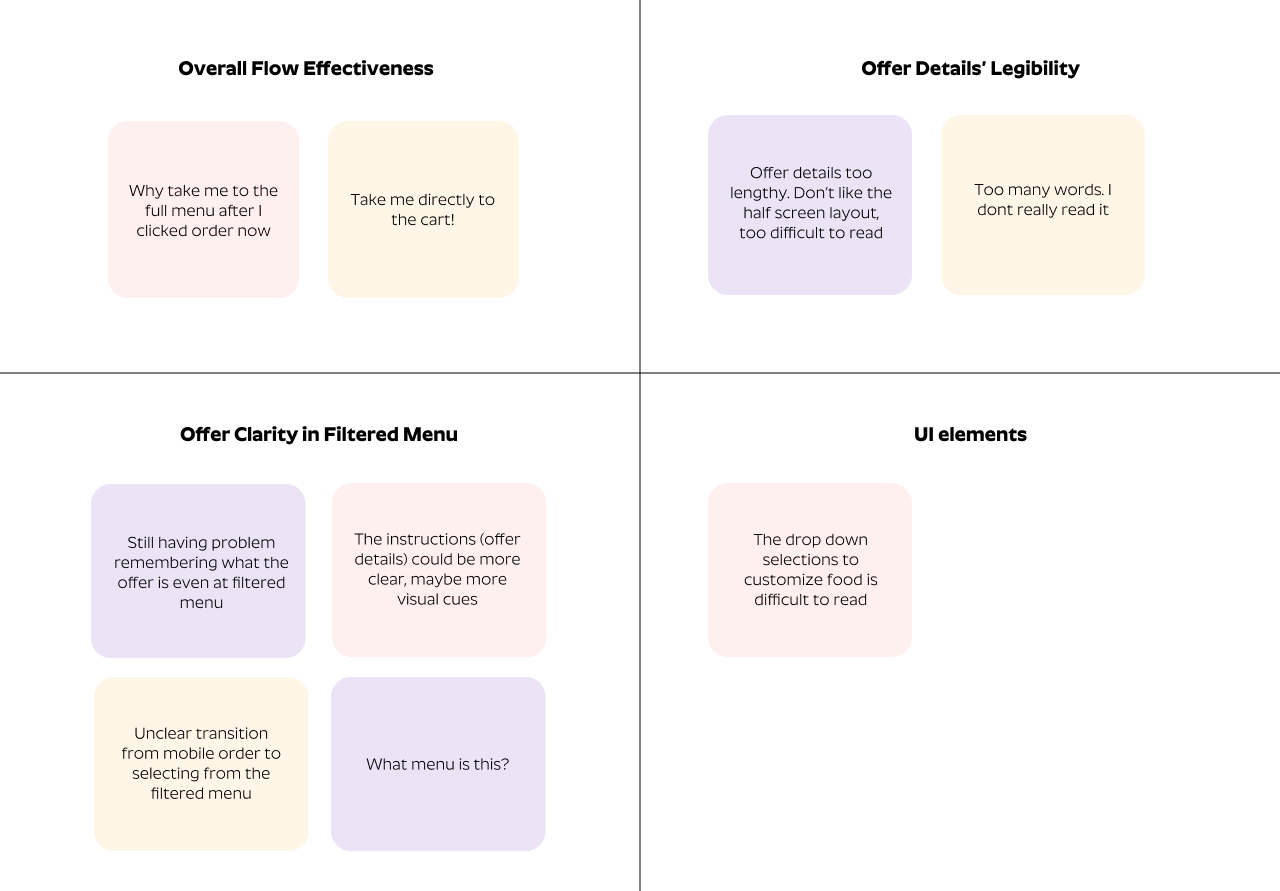 Overall Flow Effectiveness
Why take me to the
full menu after I
clicked order now
Take me directly to
the cart!
Offer Details’ Legibility
Offer details too
lengthy. Don’t like the
half screen layout,
too difficult to read
Too many words. I
dont really read it
Offer Clarity in Filtered Menu
Still having problem
remembering what the
offer is even at filtered
menu
The instructions (offer
details) could be more
clear, maybe more
visual cues
Unclear transition
from mobile order to
selecting from the
filtered menu
What menu is this?
UI elements
The drop down
selections to
customize food is
difficult to read